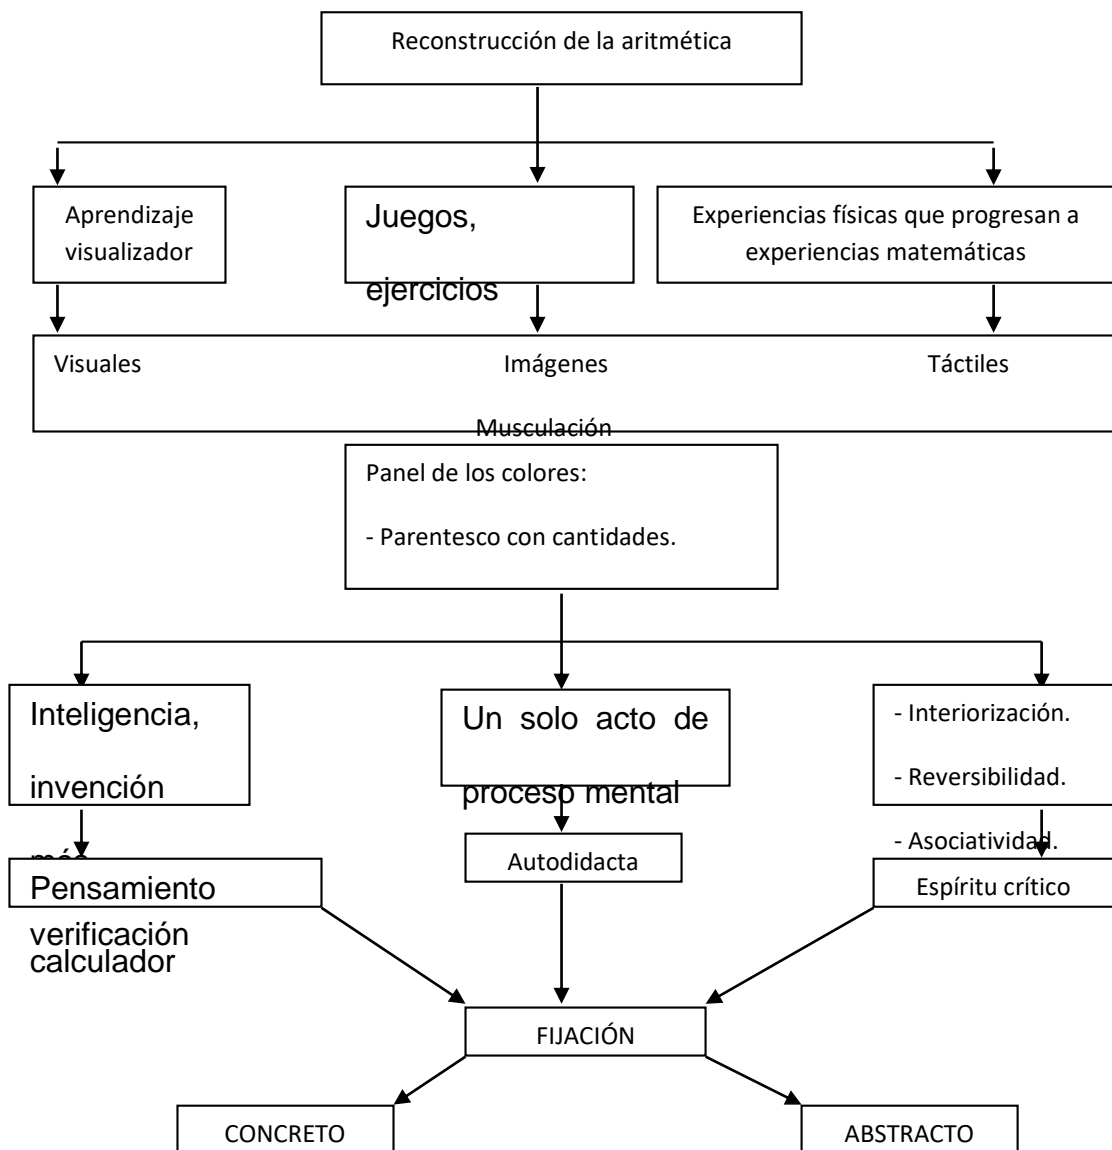 Reconstrucción de la aritmética
Aprendizaje
visualizador
Juegos,
ejercicios
Experiencias físicas que progresan a
experiencias matemáticas
Visuales Imágenes Táctiles
Musculación
Panel de los colores:
- Parentesco con cantidades.
Inteligencia,
invención
más
verificación
Un solo acto de
proceso mental
- Interiorización.
- Reversibilidad.
- Asociatividad.
Pensamiento
calculador
Autodidacta
Espíritu crítico
FIJACIÓN
CONCRETO
ABSTRACTO